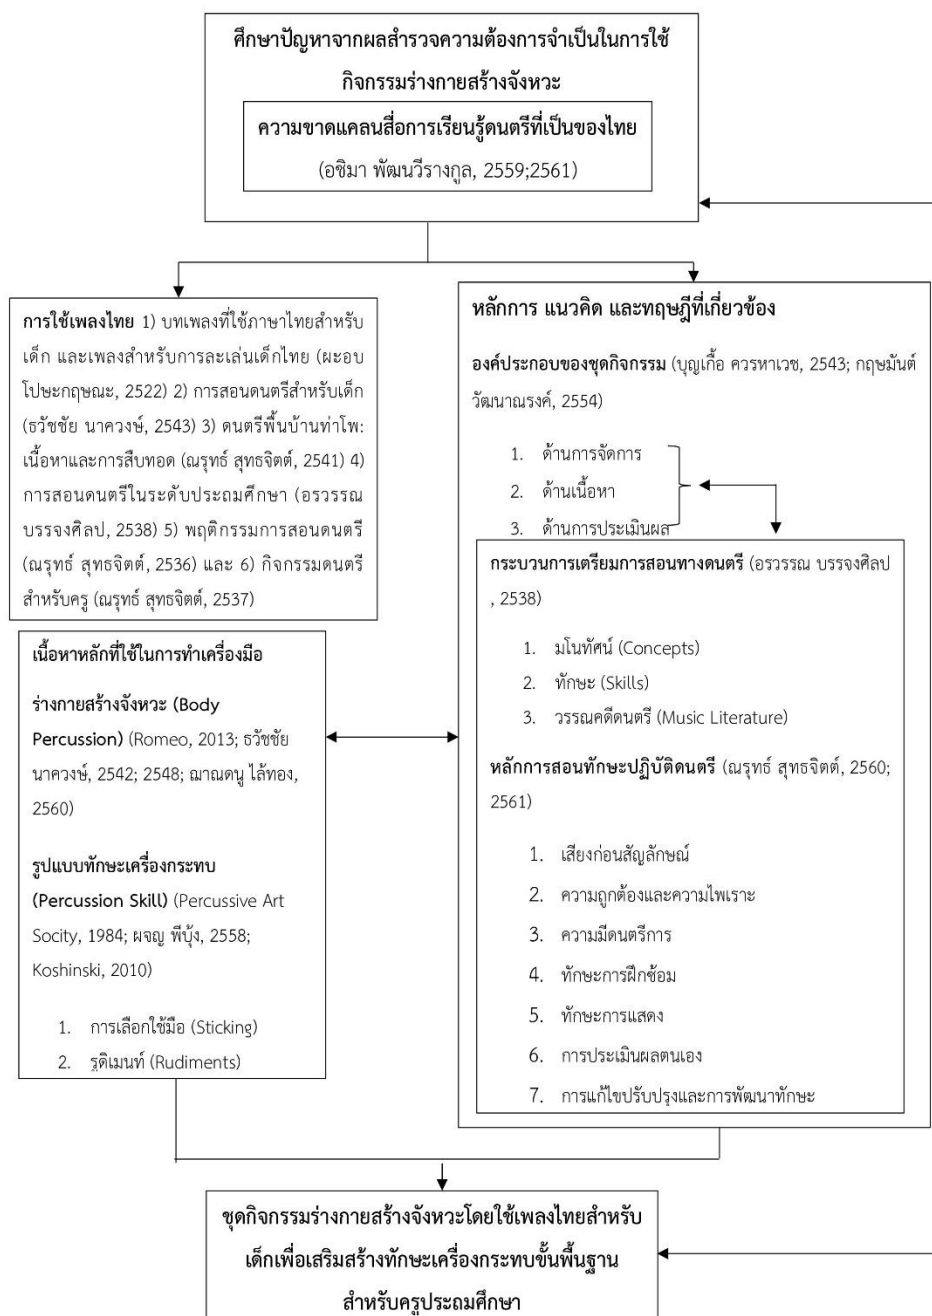 ศึกษาปัญหาจากผลสำรวจความต้องการจำเป็นในการใช้
กิจกรรมร่างกายสร้างจังหวะ
ความขาดแคลนสื่อการเรียนรู้ดนตรีที่เป็นของไทย
(อชิมา พัฒนวีรางกูล, 2559;2561)
การใช้เพลงไทย 1) บทเพลงที่ใช้ภาษาไทยสำหรับ
เด็ก และเพลงสำหรับการละเล่นเด็กไทย (ผะอบ
โปษะกฤษณะ, 2522) 2) การสอนดนตรีสำหรับเด็ก
(ธวัชชัย นาควงษ์, 2543) 3) ดนตรีพื้นบ้านท่าโพ:
เนื้อหาและการสืบทอด (ณรุทธ์ สุทธจิตต์, 2541) 4)
การสอนดนตรีในระดับประถมศึกษา (อรวรรณ
บรรจงศิลป, 2538) 5) พฤติกรรมการสอนดนตรี
(ณรุทธ์ สุทธจิตต์, 2536) และ 6) กิจกรรมดนตรี
สำหรับครู (ณรุทธ์ สุทธจิตต์, 2537)
เนื้อหาหลักที่ใช้ในการทำเครื่องมือ
ร่างกายสร้างจังหวะ (Body
Percussion) (Romeo, 2013; ธวัชชัย
นาควงษ์, 2542; 2548; ฌาณดนู ไล้ทอง,
2560)
รูปแบบทักษะเครื่องกระทบ
(Percussion Skill) (Percussive Art
Socity, 1984; ผจญ พีบุ้ง, 2558;
Koshinski, 2010)
1. การเลือกใช้มือ (Sticking)
2. รูดิเมนท์ (Rudiments)
หลักการ แนวคิด และทฤษฎีที่เกี่ยวข้อง
องค์ประกอบของชุดกิจกรรม (บุญเกื้อ ควรหาเวช, 2543; กฤษมันต์
วัฒนาณรงค์, 2554)
1. ด้านการจัดการ
2. ด้านเนื้อหา
3. ด้านการประเมินผล
กระบวนการเตรียมการสอนทางดนตรี (อรวรรณ บรรจงศิลป
, 2538)
1. มโนทัศน์ (Concepts)
2. ทักษะ (Skills)
3. วรรณคดีดนตรี (Music Literature)
หลักการสอนทักษะปฏิบัติดนตรี (ณรุทธ์ สุทธจิตต์, 2560;
2561)
1. เสียงก่อนสัญลักษณ์
2. ความถูกต้องและความไพเราะ
3. ความมีดนตรีการ
4. ทักษะการฝึกซ้อม
5. ทักษะการแสดง
6. การประเมินผลตนเอง
7. การแก้ไขปรับปรุงและการพัฒนาทักษะ
ชุดกิจกรรมร่างกายสร้างจังหวะโดยใช้เพลงไทยสำหรับ
เด็กเพื่อเสริมสร้างทักษะเครื่องกระทบขั้นพื้นฐาน
สำหรับครูประถมศึกษา